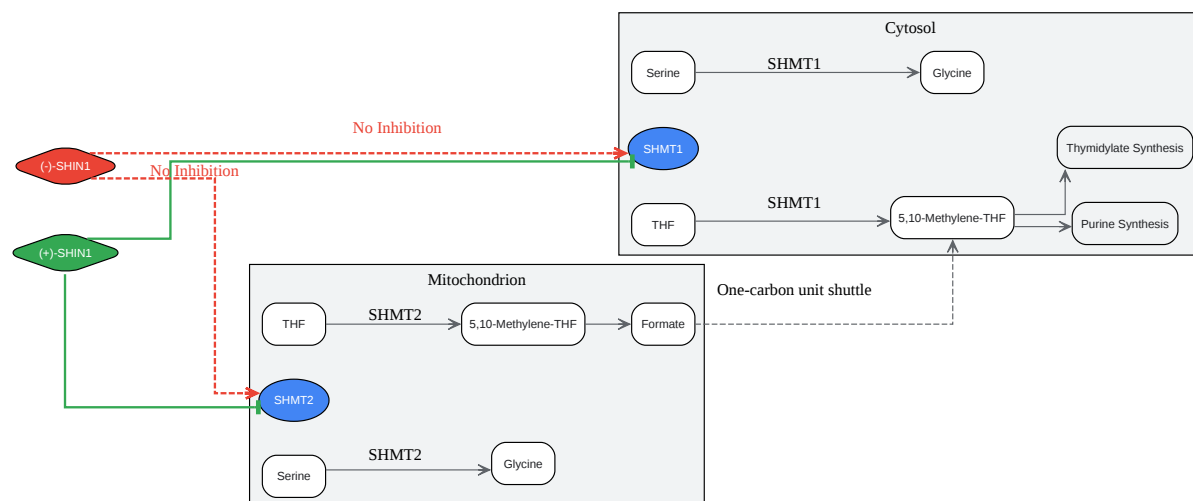 Cytosol
Serine
SHMT1
Glycine
No Inhibition
SHMT1
Thymidylate Synthesis
(-)-SHIN1
No Inhibition
THF
SHMT1
5,10-Methylene-THF
Purine Synthesis
(+)-SHIN1
Mitochondrion
One-carbon unit shuttle
THF
SHMT2
5,10-Methylene-THF
Formate
SHMT2
Serine
SHMT2
Glycine